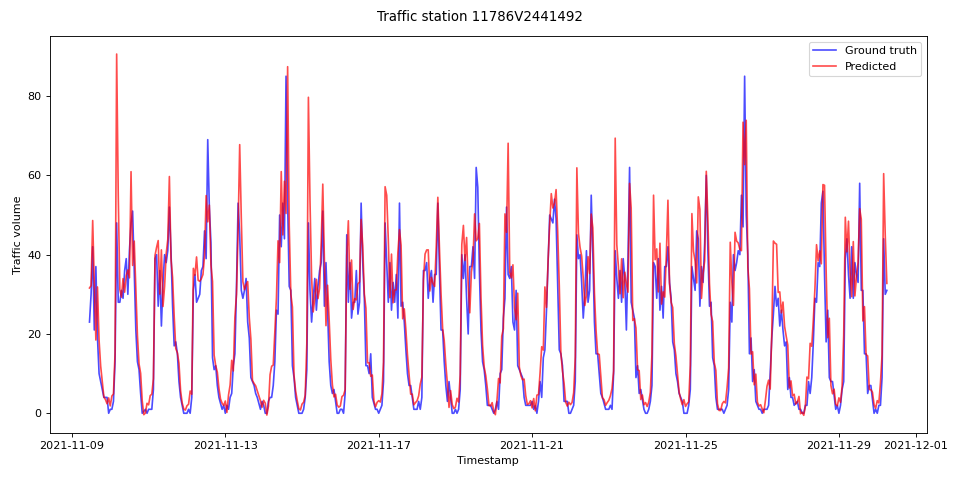 Traffic station 11786V2441492
Ground truth
Predicted
Traffic volume
80
60
40
20
0
2021-11-09
2021-11-13
2021-11-17
2021-11-21
2021-11-25
2021-11-29
2021-12-01
Timestamp